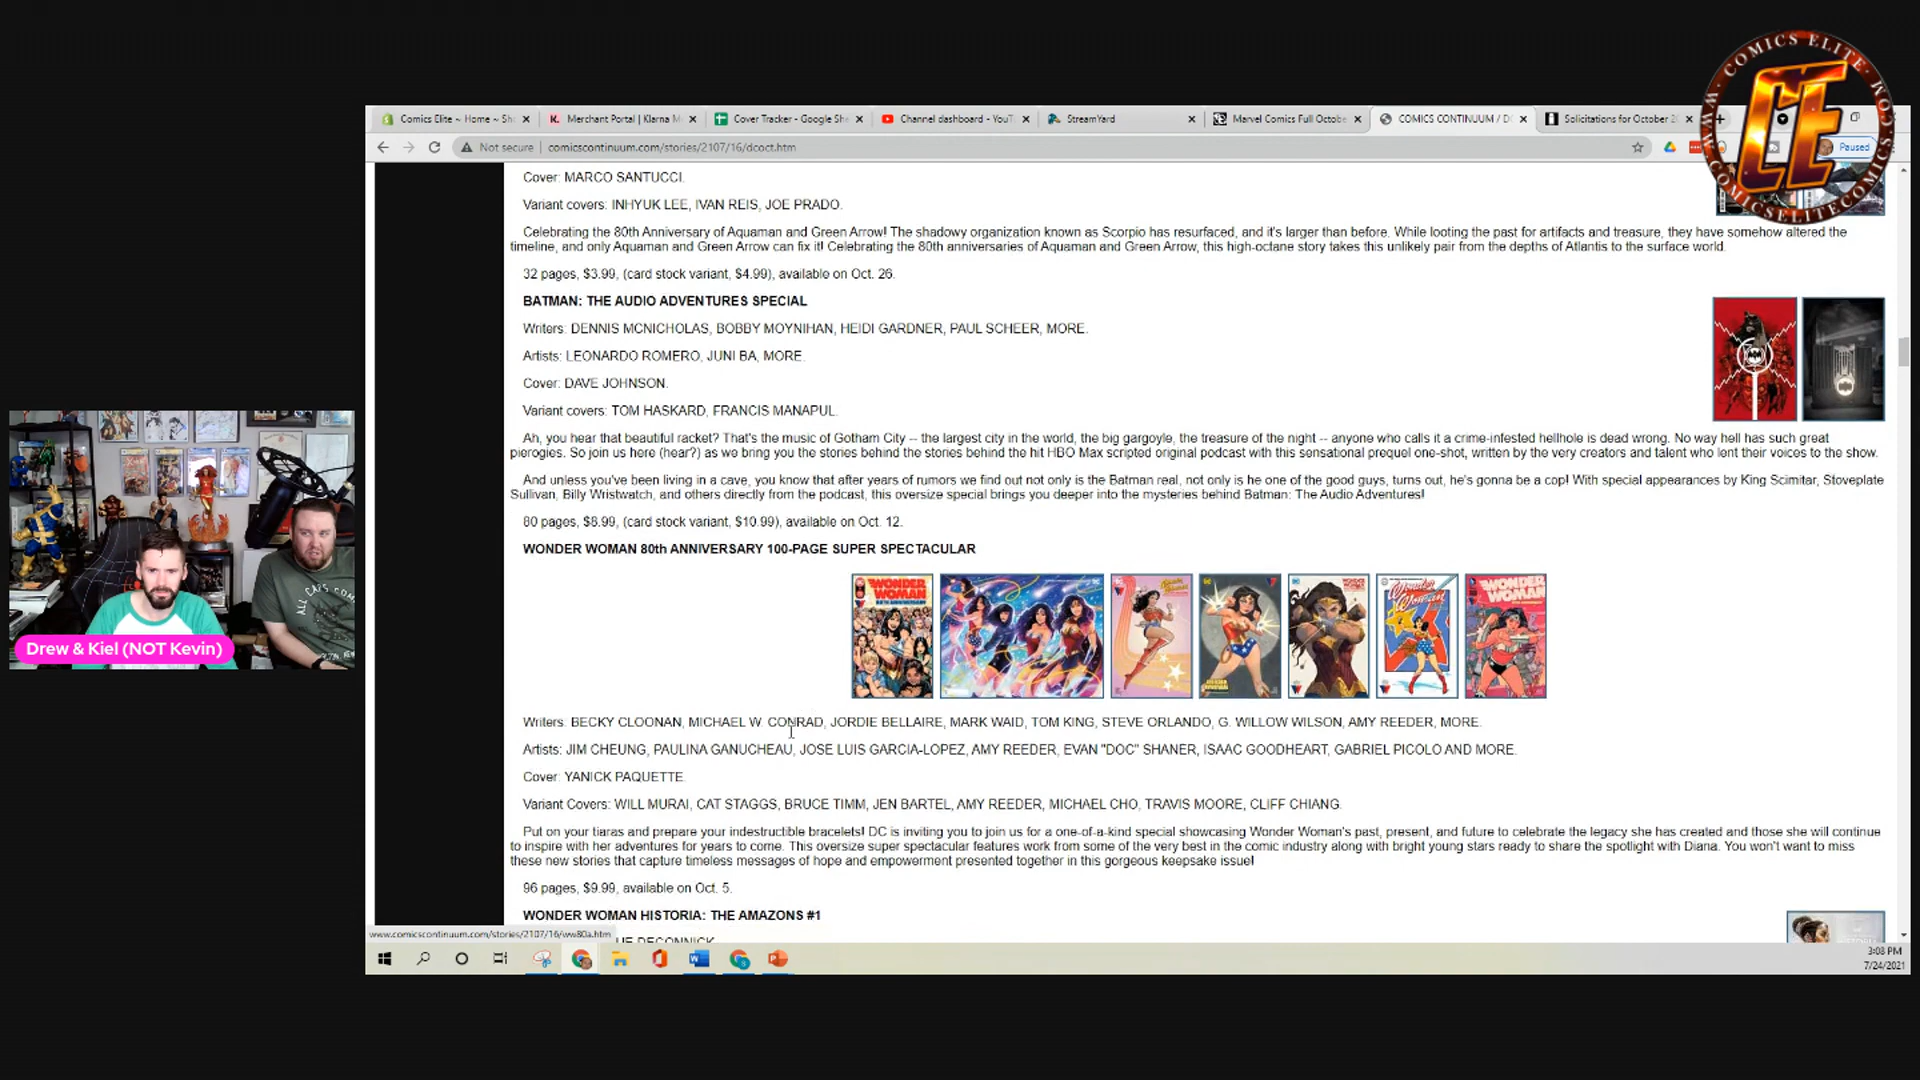 COMICS ELITE
WWW.COMICSELITECOMICS.COM
CE
Comics Elite ~ Home ~ Sh
Merchant Portal | Klarna M
Cover Tracker - Google She
Channel dashboard - YouT
StreamYard
Marvel Comics Full Octobe
COMICS CONTINUUM / D
Solicitations for October 2
Not secure | comicscontinuum.com/stories/2107/16/dcoct.htm
Paused
Cover: MARCO SANTUCCI.
Variant covers: INHYUK LEE, IVAN REIS, JOE PRADO.
Celebrating the 80th Anniversary of Aquaman and Green Arrow! The shadowy organization known as Scorpio has resurfaced, and it's larger than before. While looting the past for artifacts and treasure, they have somehow altered the
timeline, and only Aquaman and Green Arrow can fix it! Celebrating the 80th anniversaries of Aquaman and Green Arrow, this high-octane story takes this unlikely pair from the depths of Atlantis to the surface world.
32 pages, $3.99, (card stock variant, $4.99), available on Oct. 26.
BATMAN: THE AUDIO ADVENTURES SPECIAL
Writers: DENNIS MCNICHOLAS, BOBBY MOYNIHAN, HEIDI GARDNER, PAUL SCHEER, MORE.
Artists: LEONARDO ROMERO, JUNI BA, MORE.
Cover: DAVE JOHNSON.
Variant covers: TOM HASKARD, FRANCIS MANAPUL.
Ah, you hear that beautiful racket? That's the music of Gotham City -- the largest city in the world, the big gargoyle, the treasure of the night -- anyone who calls it a crime-infested hellhole is dead wrong. No way hell has such great
pierogies. So join us here (hear?) as we bring you the stories behind the stories behind the hit HBO Max scripted original podcast with this sensational prequel one-shot, written by the very creators and talent who lent their voices to the show.
And unless you've been living in a cave, you know that after years of rumors we find out not only is the Batman real, not only is he one of the good guys, turns out, he's gonna be a cop! With special appearances by King Scimitar, Stoveplate
Sullivan, Billy Wristwatch, and others directly from the podcast, this oversize special brings you deeper into the mysteries behind Batman: The Audio Adventures!
80 pages, $8.99, (card stock variant, $10.99), available on Oct. 12.
WONDER WOMAN 80th ANNIVERSARY 100-PAGE SUPER SPECTACULAR
WONDER WOMAN
Wonder Woman
WONDER WOMAN
Writers: BECKY CLOONAN, MICHAEL W. CONRAD, JORDIE BELLAIRE, MARK WAID, TOM KING, STEVE ORLANDO, G. WILLOW WILSON, AMY REEDER, MORE.
Artists: JIM CHEUNG, PAULINA GANUCHEAU, JOSE LUIS GARCIA-LOPEZ, AMY REEDER, EVAN "DOC" SHANER, ISAAC GOODHEART, GABRIEL PICOLO AND MORE.
Cover: YANICK PAQUETTE.
Variant Covers: WILL MURAI, CAT STAGGS, BRUCE TIMM, JEN BARTEL, AMY REEDER, MICHAEL CHO, TRAVIS MOORE, CLIFF CHIANG.
Put on your tiaras and prepare your indestructible bracelets! DC is inviting you to join us for a one-of-a-kind special showcasing Wonder Woman's past, present, and future to celebrate the legacy she has created and those she will continue
to inspire with her adventures for years to come. This oversize super spectacular features work from some of the very best in the comic industry along with bright young stars ready to share the spotlight with Diana. You won't want to miss
these new stories that capture timeless messages of hope and empowerment presented together in this gorgeous keepsake issue!
96 pages, $9.99, available on Oct. 5.
WONDER WOMAN HISTORIA: THE AMAZONS #1
www.comicscontinuum.com/stories/2107/16/ww80a.htm
UE DECONNICK
3:08 PM
7/24/2021
ALL CAPS COM
Drew & Kiel (NOT Kevin)